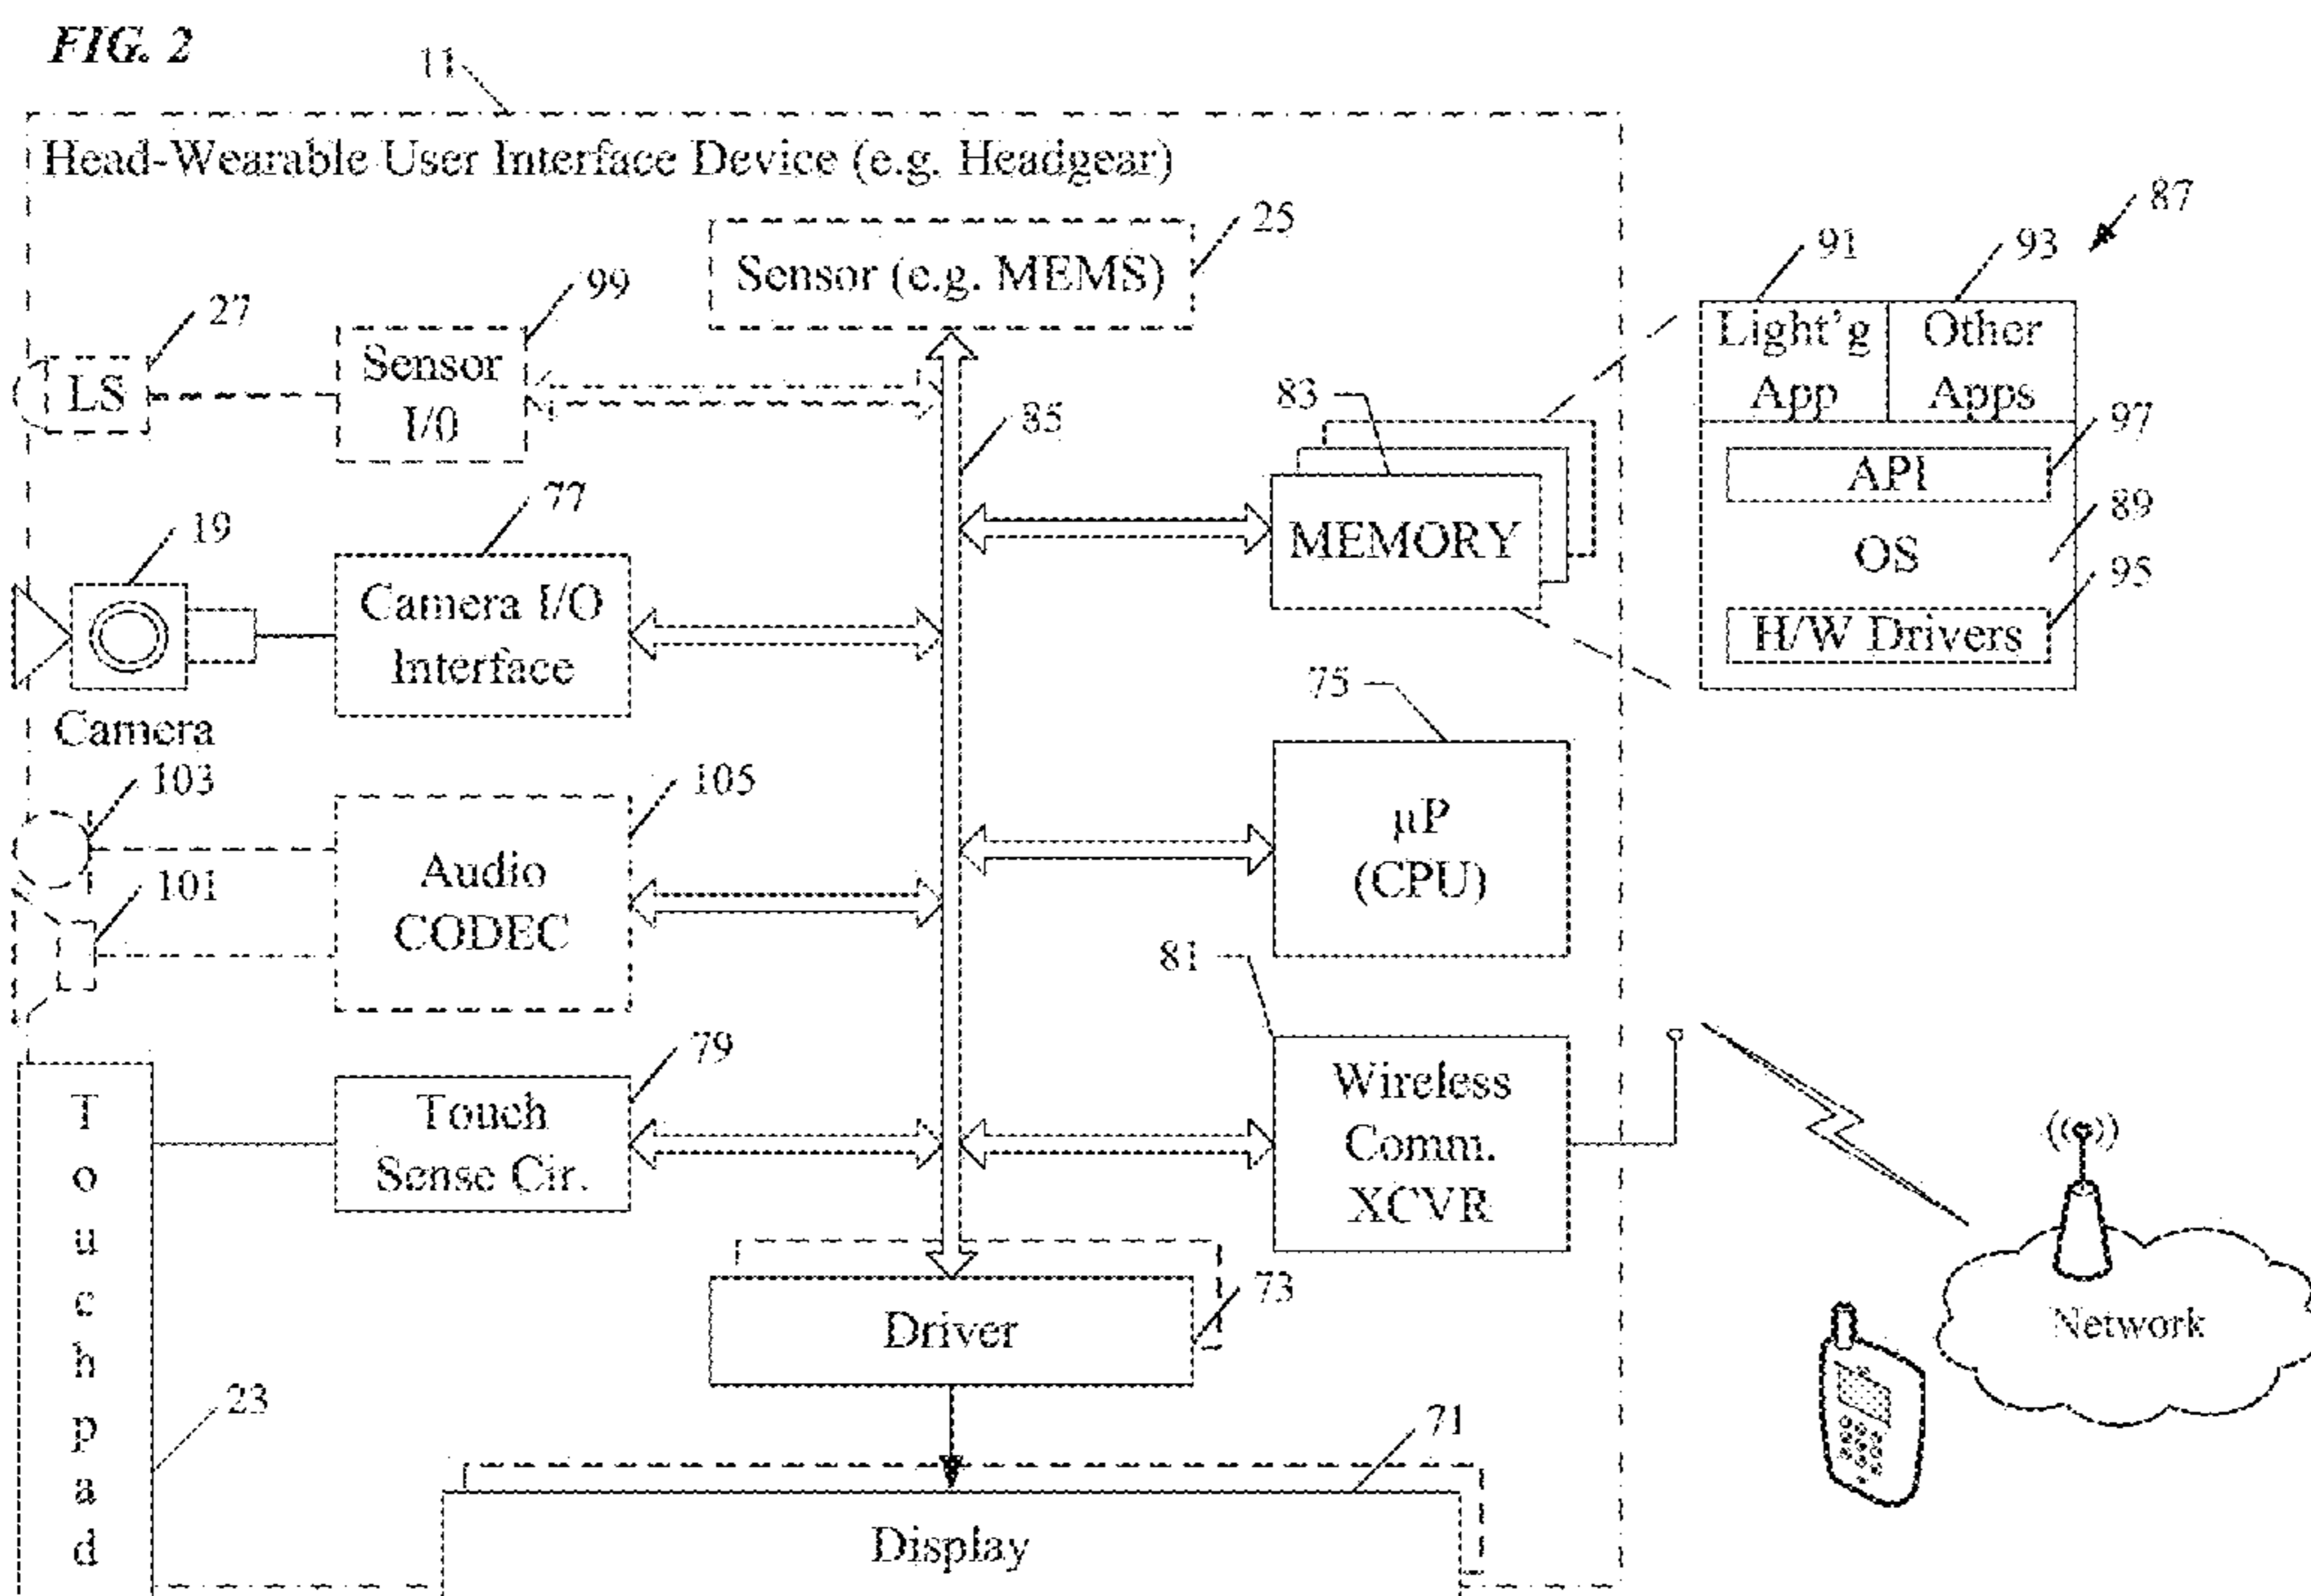 FIG. 2
11
Head-Wearable User Interface Device (e.g. Headgear)
25
Sensor (e.g. MEMS)
99
Sensor
I/0
27
LS
85
83
MEMORY
87
91
93
Light'g
App
Other
Apps
97
API
89
OS
95
H/W Drivers
19
Camera
77
Camera I/O
Interface
75
μP
(CPU)
103
101
105
Audio
CODEC
81
Wireless
Comm.
XCVR
79
Touch
Sense Cir.
Touchpad
23
73
Driver
71
Display
Network